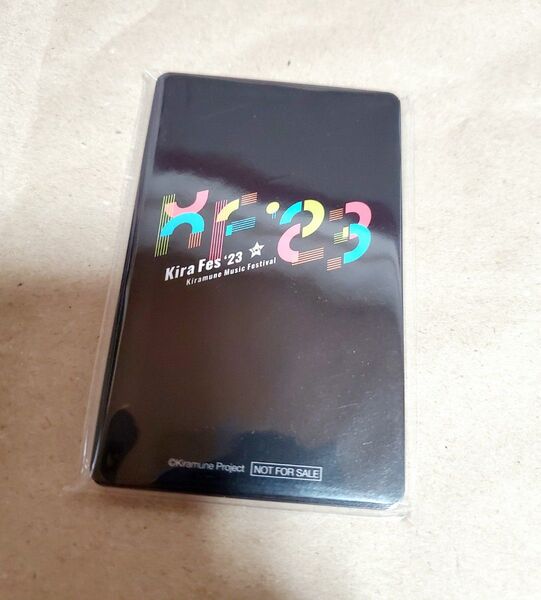 KF'23
Kira Fes '23
Kiramune Music Festival
©Kiramune Project NOT FOR SALE